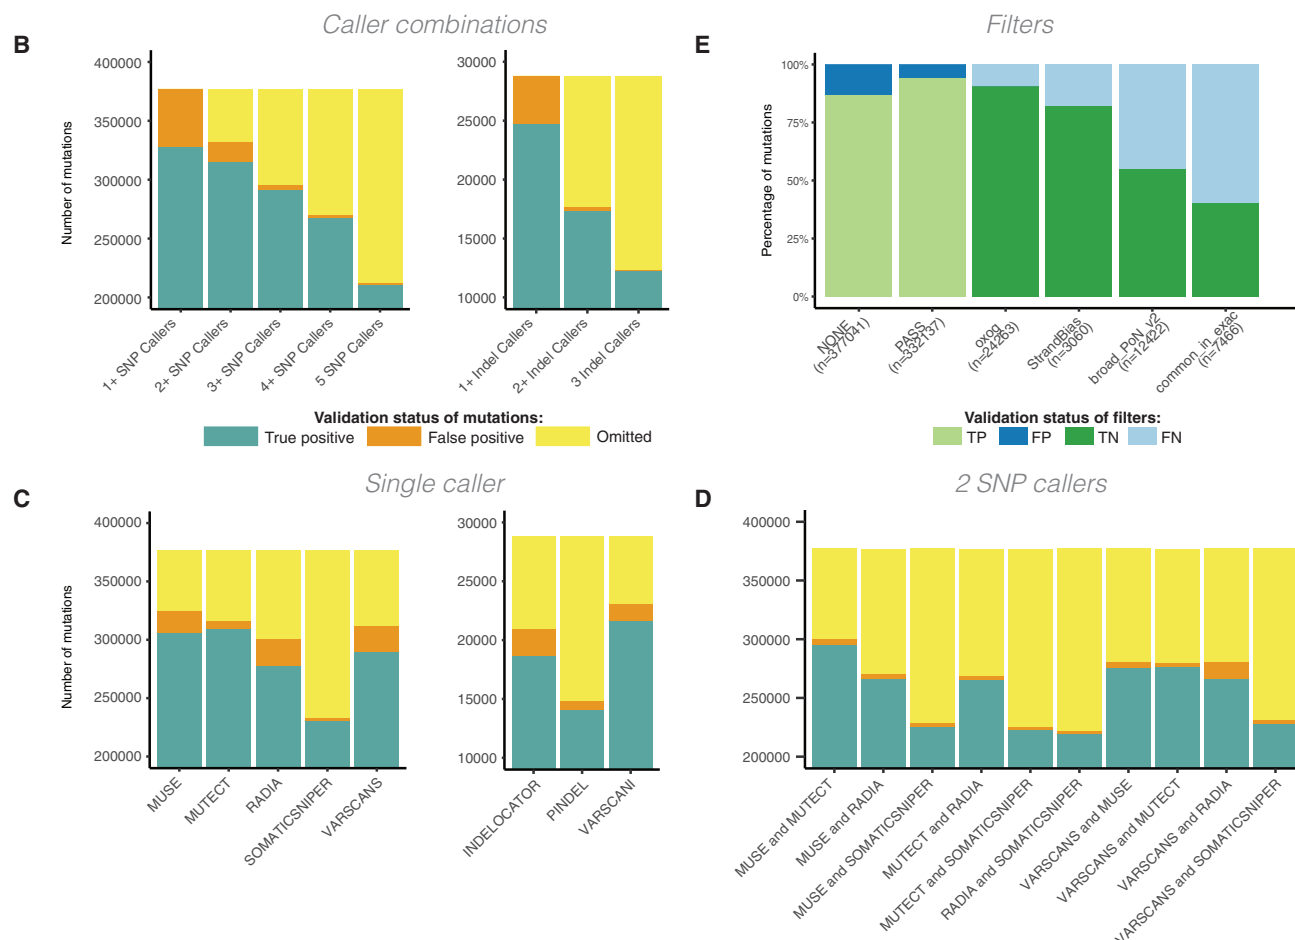 B
Caller combinations
Number of mutations
400000
350000
300000
250000
200000
1+ SNP Callers
2+ SNP Callers
3+ SNP Callers
4+ SNP Callers
5 SNP Callers
30000
25000
20000
15000
10000
1+ Indel Callers
2+ Indel Callers
3 Indel Callers
Validation status of mutations:
True positive
False positive
Omitted
E
Filters
Percentage of mutations
100%
75%
50%
25%
0%
NONE
(n=377041)
PASS
(n=332137)
oxog
(n=24263)
StrandBias
(n=3060)
broad_PoN_v2
(n=12422)
common_in_exac
(n=7466)
Validation status of filters:
TP
FP
TN
FN
C
Single caller
Number of mutations
400000
350000
300000
250000
200000
MUSE
MUTECT
RADIA
SOMATICSNIPER
VARSCANS
30000
25000
20000
15000
10000
INDELOCATOR
PINDEL
VARSCANI
D
2 SNP callers
400000
350000
300000
250000
200000
MUSE and MUTECT
MUSE and RADIA
MUSE and SOMATICSNIPER
MUTECT and RADIA
MUTECT and SOMATICSNIPER
RADIA and SOMATICSNIPER
VARSCANS and MUSE
VARSCANS and MUTECT
VARSCANS and RADIA
VARSCANS and SOMATICSNIPER